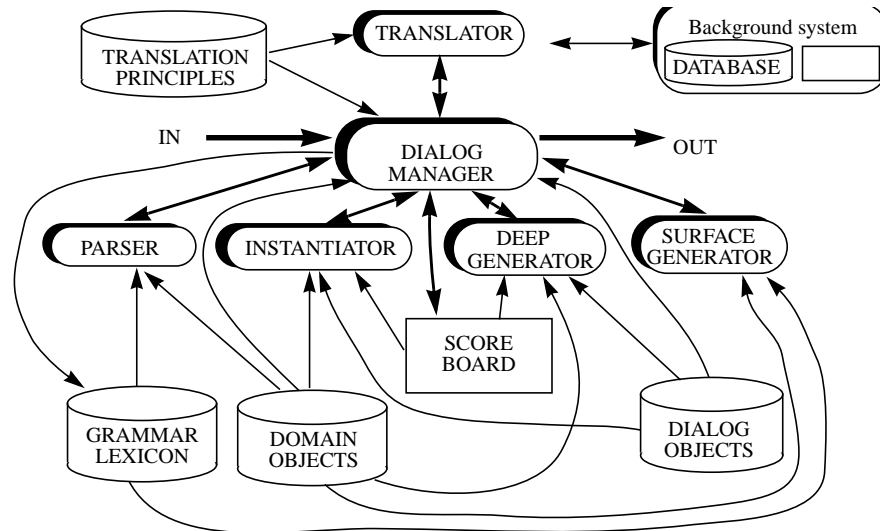 TRANSLATION
PRINCIPLES
TRANSLATOR
Background system
DATABASE
IN
DIALOG
MANAGER
OUT
PARSER
INSTANTIATOR
DEEP
GENERATOR
SURFACE
GENERATOR
SCORE
BOARD
GRAMMAR
LEXICON
DOMAIN
OBJECTS
DIALOG
OBJECTS